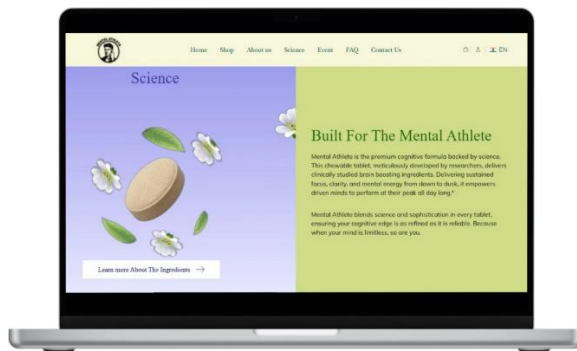 MENTAL ATHLETE
Home Shop About us Science Event FAQ Contact Us EN
Science
Built For The Mental Athlete
Mental Athlete is the premium cognitive formula backed by science.
This chewable tablet, meticulously developed by researchers, delivers
clinically studied brain boosting ingredients. Delivering sustained
focus, clarity, and mental energy from dawn to dusk, it empowers
driven minds to perform at their peak all day long.*
Mental Athlete blends science and sophistication in every tablet,
ensuring your cognitive edge is as refined as it is reliable. Because
when your mind is limitless, so are you.
Learn more About The Ingredients →